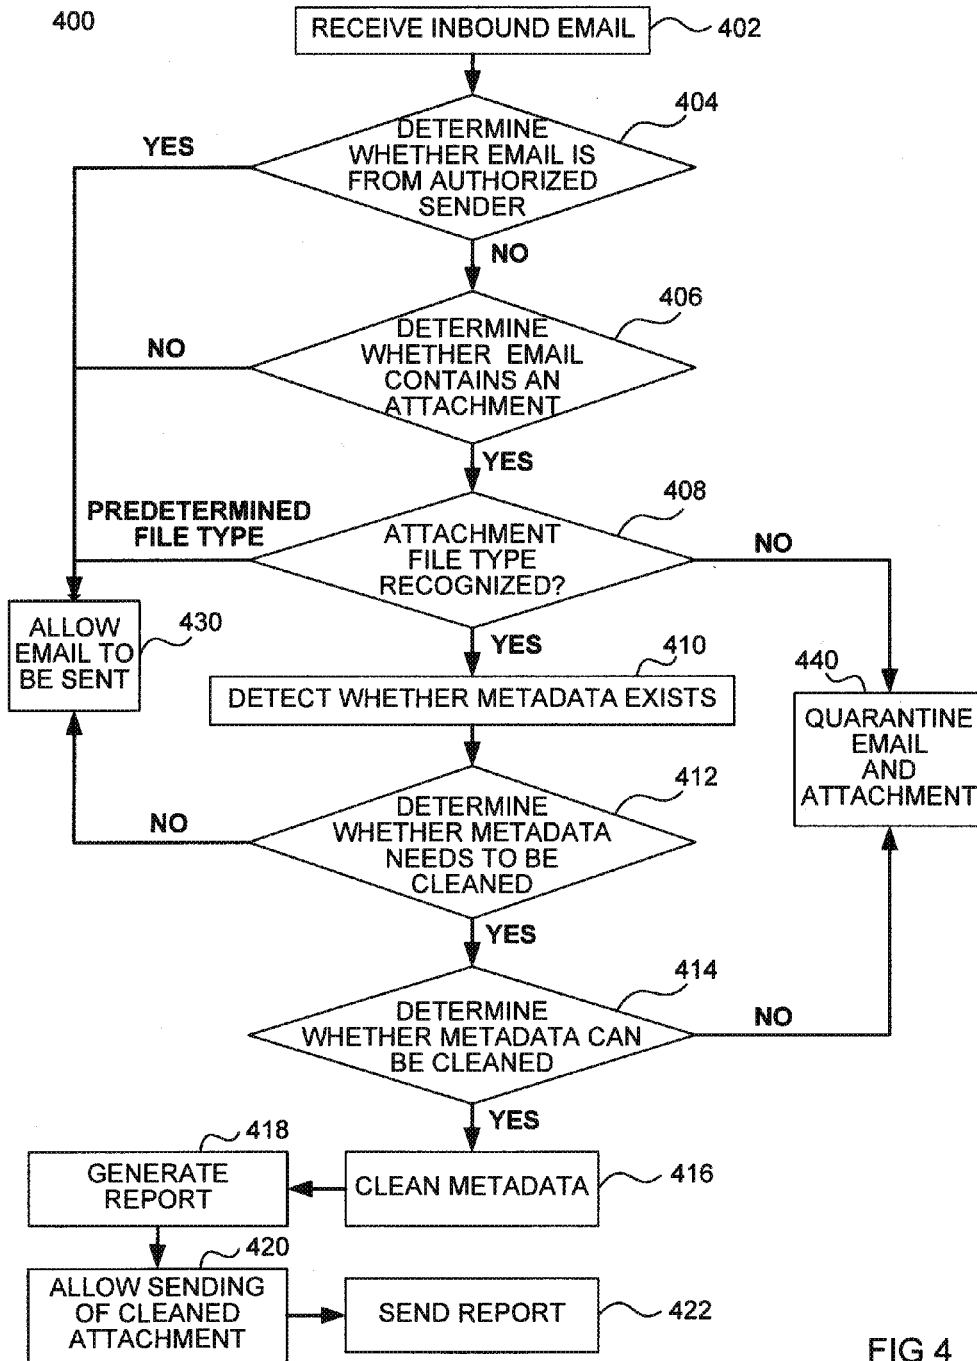 400
RECEIVE INBOUND EMAIL
402
404
DETERMINE
WHETHER EMAIL IS
FROM AUTHORIZED
SENDER
YES
NO
406
DETERMINE
WHETHER EMAIL
CONTAINS AN
ATTACHMENT
NO
YES
408
PREDETERMINED
FILE TYPE
ATTACHMENT
FILE TYPE
RECOGNIZED?
NO
YES
ALLOW
EMAIL TO
BE SENT
430
410
DETECT WHETHER METADATA EXISTS
440
QUARANTINE
EMAIL
AND
ATTACHMENT
412
DETERMINE
WHETHER METADATA
NEEDS TO BE
CLEANED
NO
YES
414
DETERMINE
WHETHER METADATA CAN
BE CLEANED
NO
YES
418
GENERATE
REPORT
CLEAN METADATA
416
420
ALLOW SENDING
OF CLEANED
ATTACHMENT
SEND REPORT
422
FIG 4